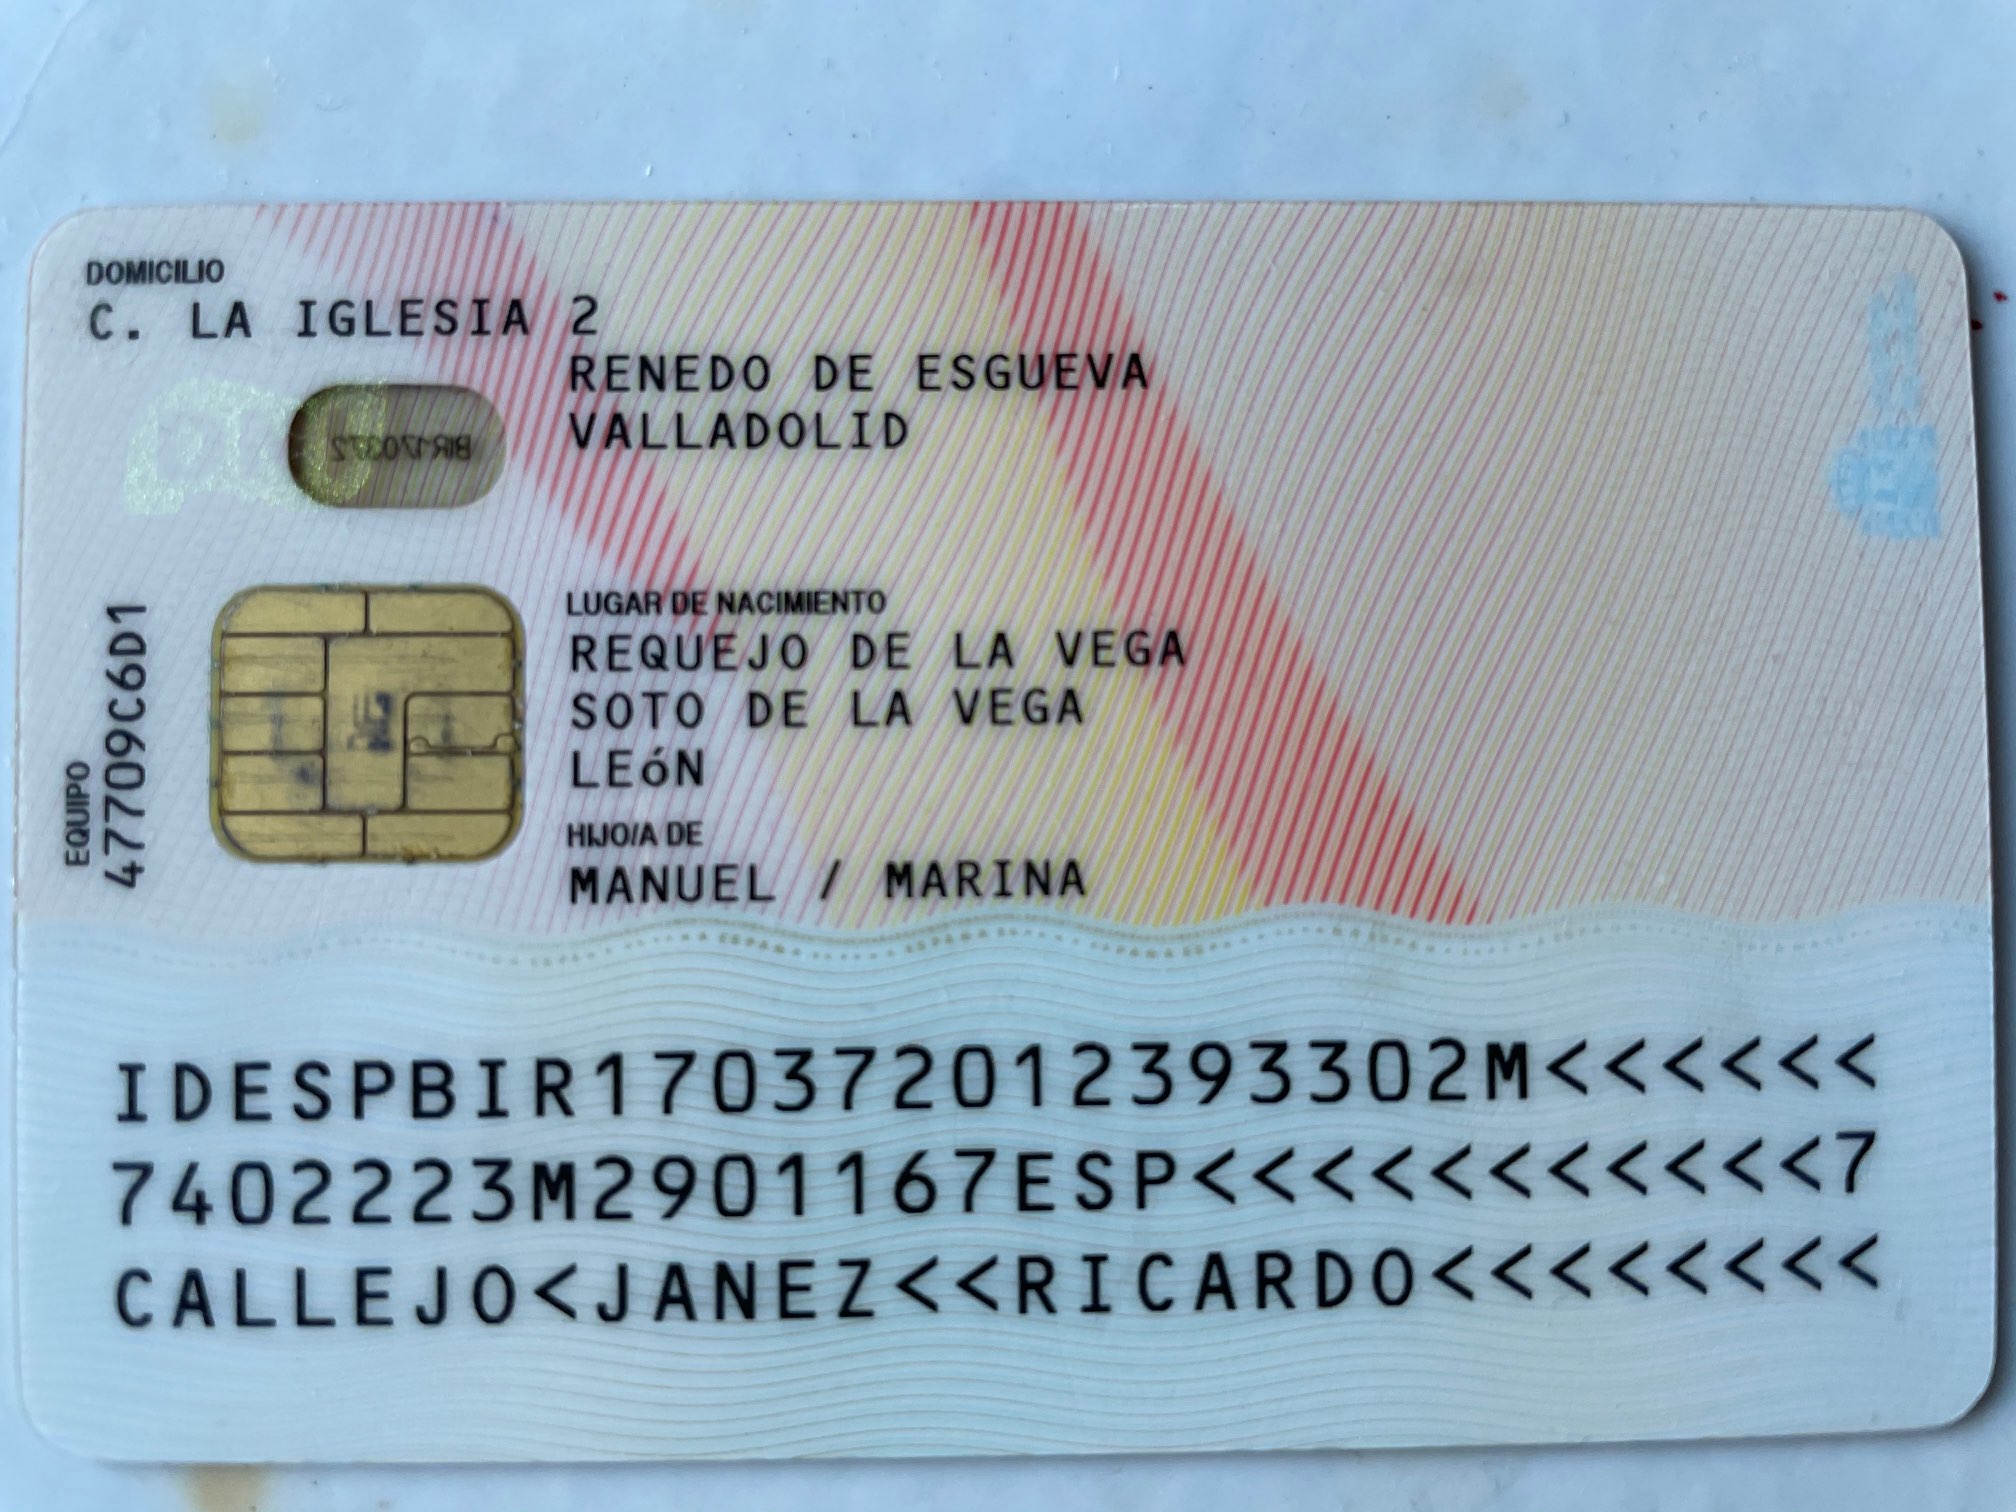 DOMICILIO
C. LA IGLESIA 2
RENEDO DE ESGUEVA
VALLADOLID
BIR170372
LUGAR DE NACIMIENTO
REQUEJO DE LA VEGA
SOTO DE LA VEGA
LEóN
HIJO/A DE
MANUEL / MARINA
EQUIPO
47709C6D1
IDESPBIR170372012393302M<<<<<<
7402223M2901167ESP<<<<<<<<<<<7
CALLEJO<JANEZ<<RICARDO<<<<<<<<